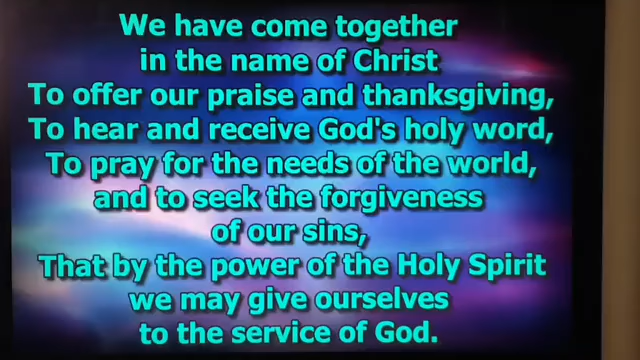 We have come together
in the name of Christ
To offer our praise and thanksgiving,
To hear and receive God's holy word,
To pray for the needs of the world,
and to seek the forgiveness
of our sins,
That by the power of the Holy Spirit
we may give ourselves
to the service of God.